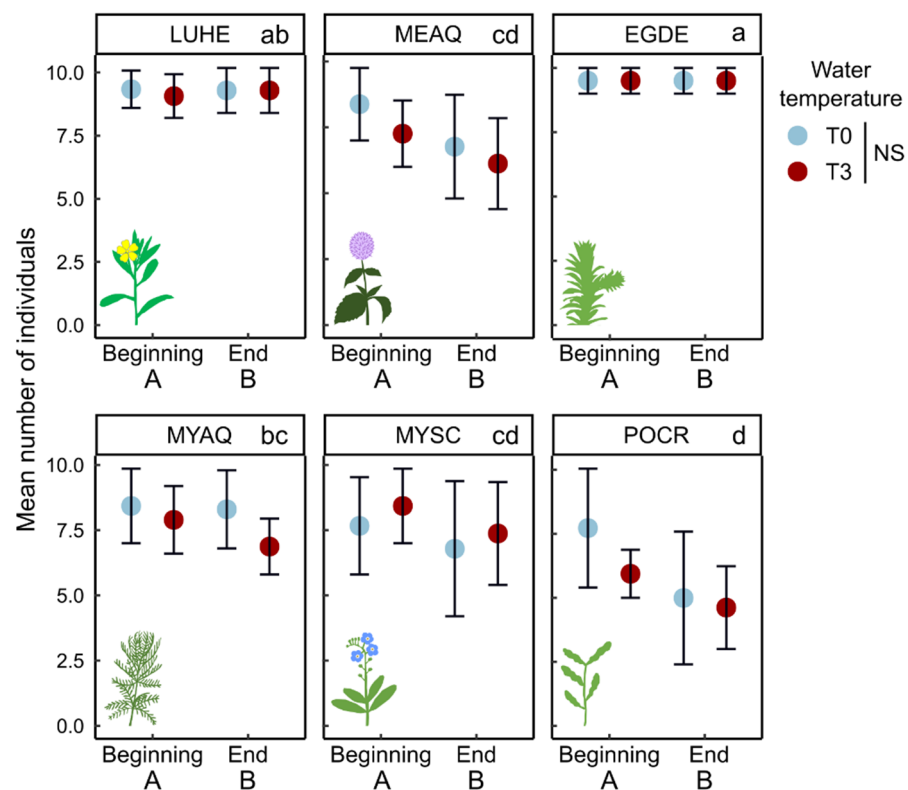 LUHE ab
MEAQ cd
EGDE a
Water
temperature
T0
T3
NS
Mean number of individuals
10.0
7.5
5.0
2.5
0.0
Beginning End
A B
Beginning End
A B
Beginning End
A B
MYAQ bc
MYSC cd
POCR d
10.0
7.5
5.0
2.5
0.0
Beginning End
A B
Beginning End
A B
Beginning End
A B